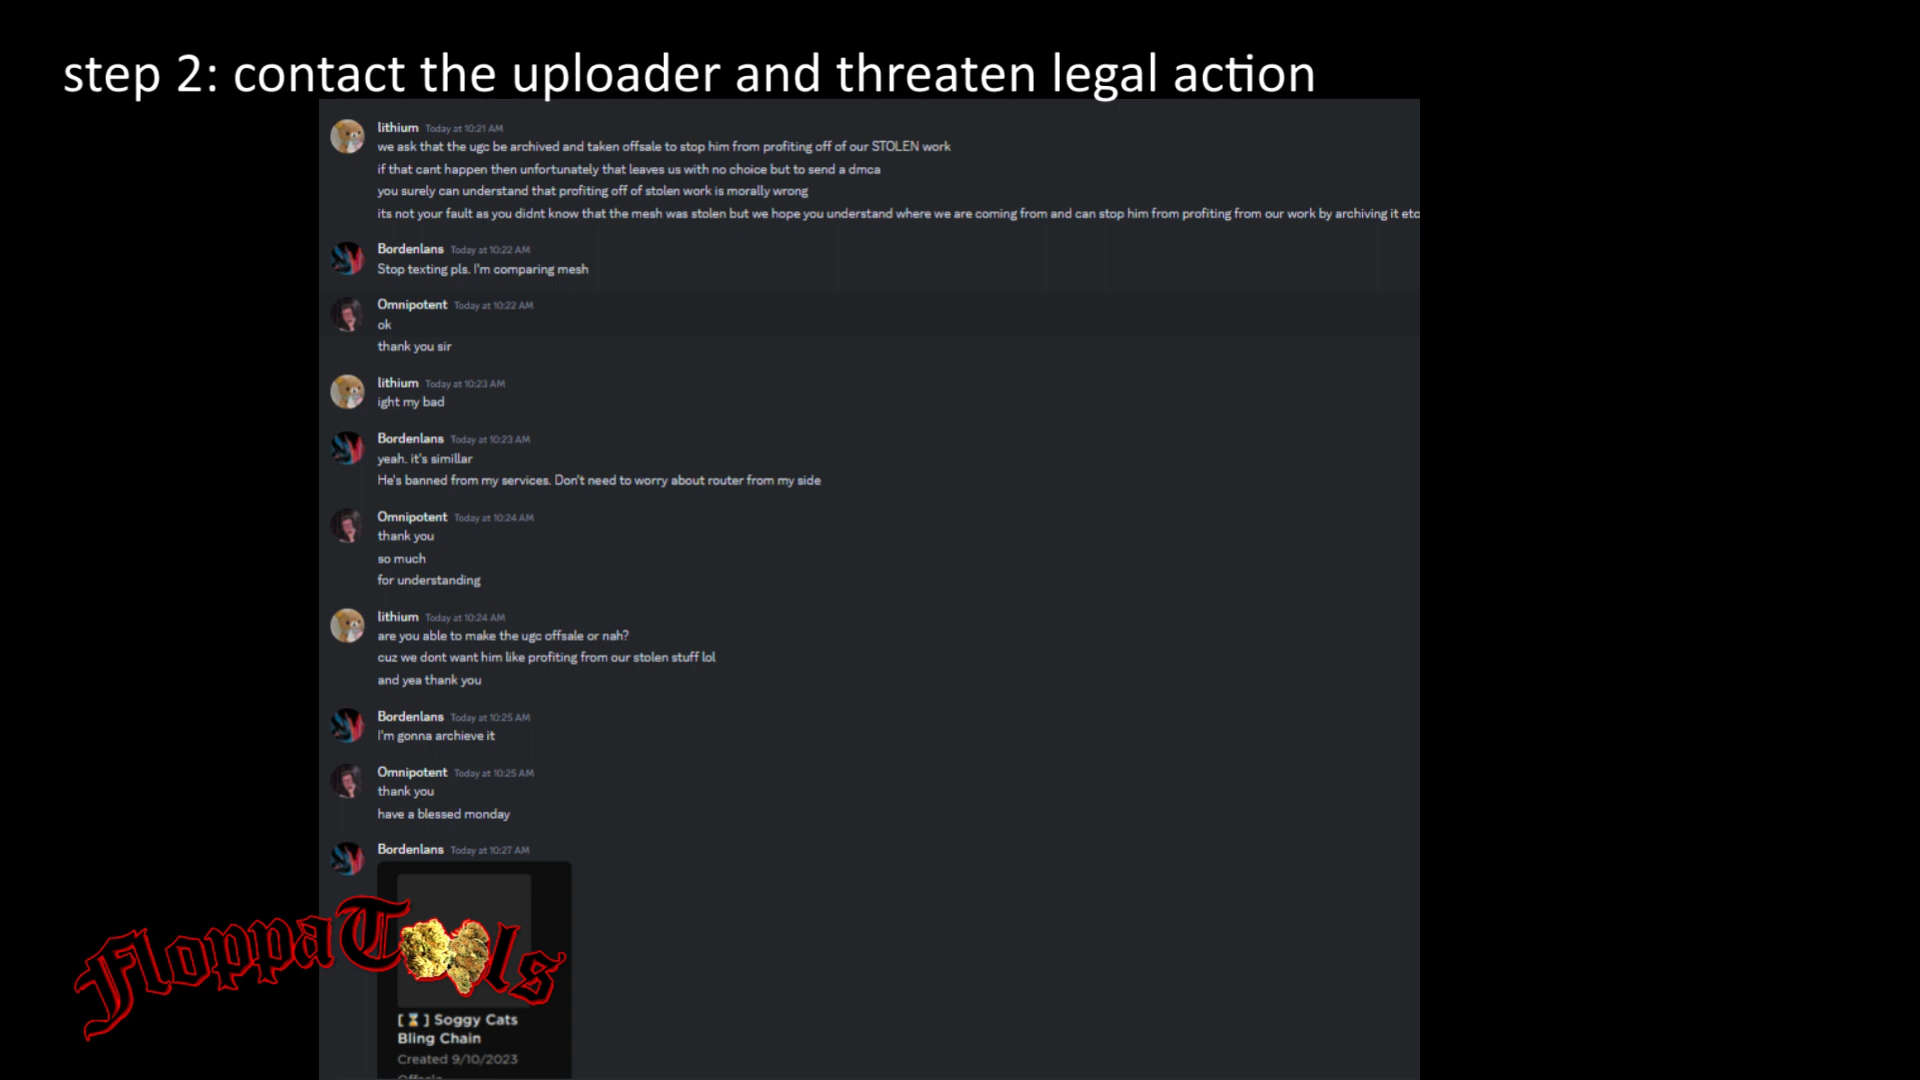 step 2: contact the uploader and threaten legal action
lithium Today at 10:21 AM
we ask that the ugc be archived and taken offsale to stop him from profiting off of our STOLEN work
if that cant happen then unfortunately that leaves us with no choice but to send a dmca
you surely can understand that profiting off of stolen work is morally wrong
its not your fault as you didnt know that the mesh was stolen but we hope you understand where we are coming from and can stop him from profiting from our work by archiving it etc
Bordenlans Today at 10:22 AM
Stop texting pls. I'm comparing mesh
Omnipotent Today at 10:22 AM
ok
thank you sir
lithium Today at 10:23 AM
ight my bad
Bordenlans Today at 10:23 AM
yeah. it's simillar
He's banned from my services. Don't need to worry about router from my side
Omnipotent Today at 10:24 AM
thank you
so much
for understanding
lithium Today at 10:24 AM
are you able to make the ugc offsale or nah?
cuz we dont want him like profiting from our stolen stuff lol
and yea thank you
Bordenlans Today at 10:25 AM
I'm gonna archieve it
Omnipotent Today at 10:25 AM
thank you
have a blessed monday
Bordenlans Today at 10:27 AM
FloppaTools
[⌛] Soggy Cats
Bling Chain
Created 9/10/2023
Offsale